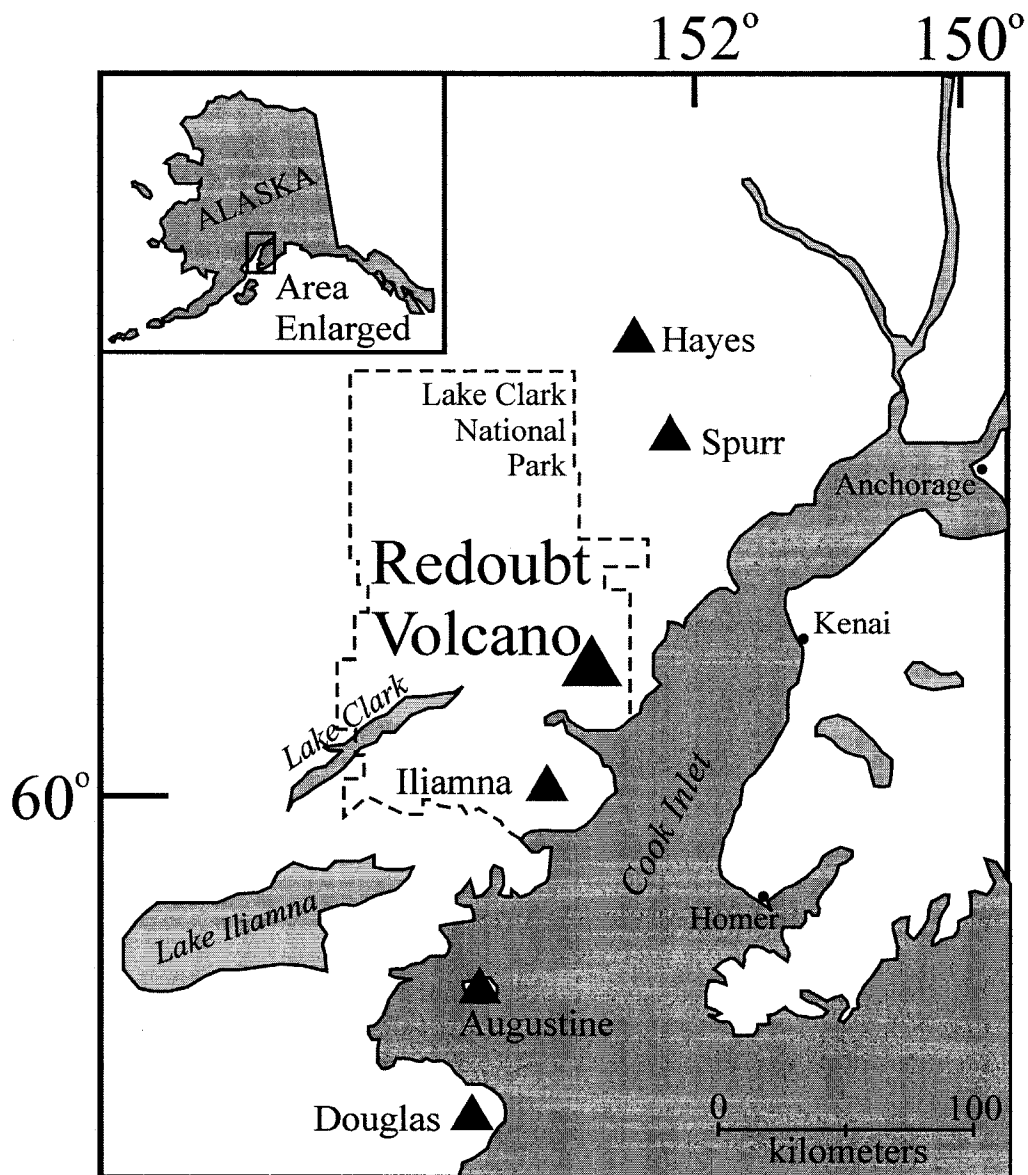 152° 150°
ALASKA
Area
Enlarged
Hayes
Lake Clark
National
Park
Spurr
Anchorage
Redoubt
Volcano
Kenai
Lake Clark
60°
Iliamna
Cook Inlet
Homer
Lake Iliamna
Augustine
Douglas
0 100
kilometers